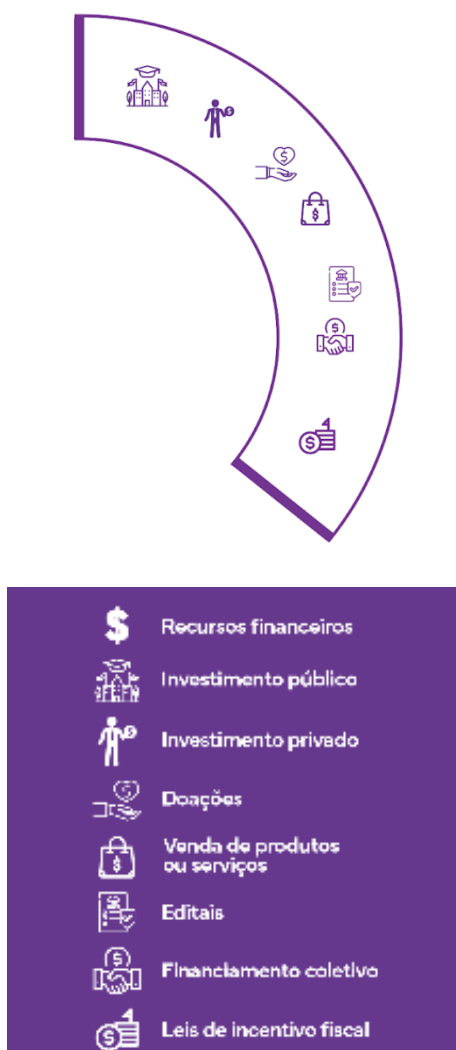 Recursos financeiros
Investimento público
Investimento privado
Doações
Venda de produtos
ou serviços
Editais
Financiamento coletivo
Leis de incentivo fiscal